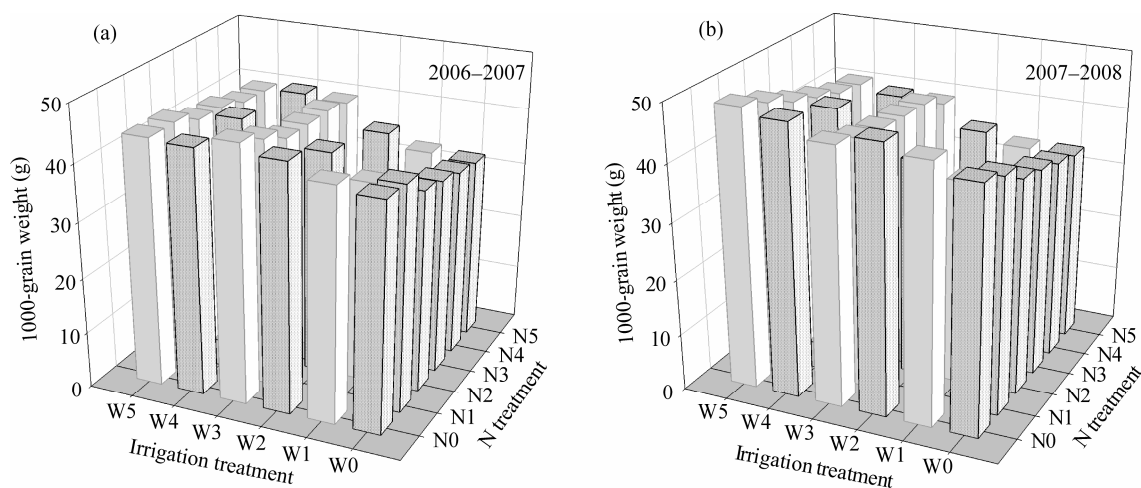 (a)
2006–2007
1000-grain weight (g)
50
40
30
20
10
0
W5
W4
W3
W2
W1
W0
Irrigation treatment
N0
N1
N2
N3
N4
N5
N treatment
(b)
2007–2008
1000-grain weight (g)
50
40
30
20
10
0
W5
W4
W3
W2
W1
W0
Irrigation treatment
N0
N1
N2
N3
N4
N5
N treatment